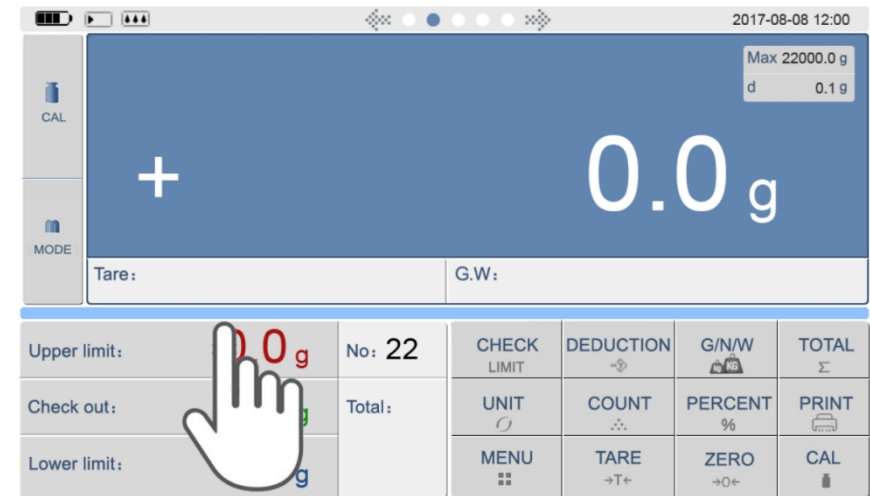 2017-08-08 12:00
Max 22000.0 g
d 0.1 g
CAL
+ 0.0 g
MODE
Tare:
G.W:
Upper limit: 0.0 g
No: 22
CHECK
LIMIT
DEDUCTION
G/N/W
KG
TOTAL
Σ
Check out: g
Total:
UNIT
COUNT
PERCENT
%
PRINT
Lower limit: g
MENU
TARE
→T←
ZERO
→0←
CAL